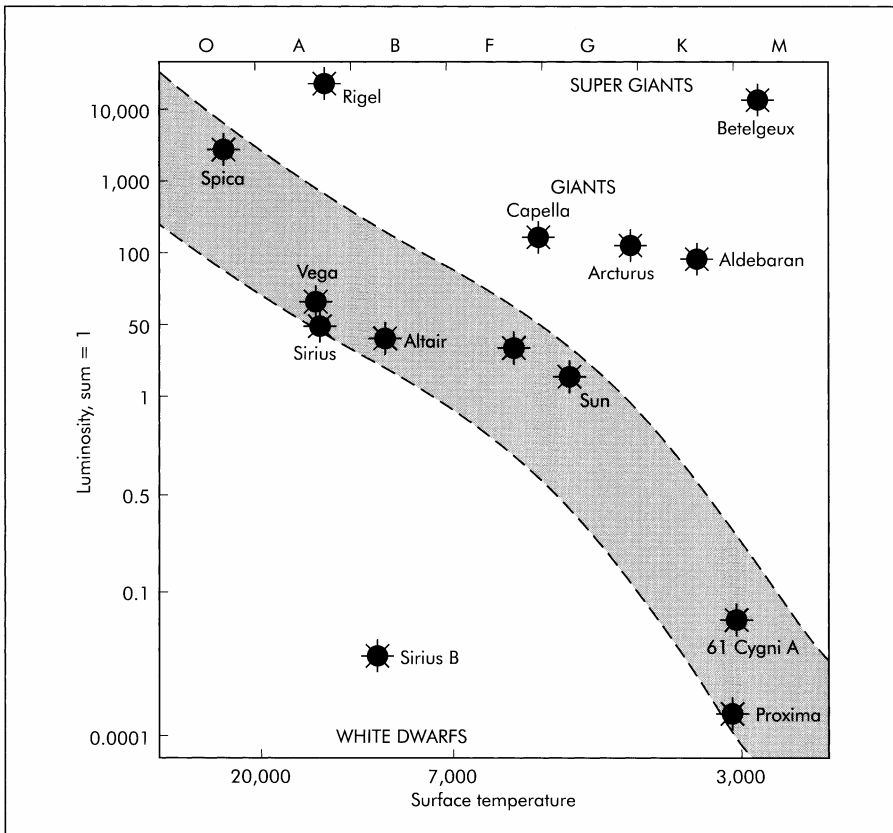 O A B F G K M
SUPER GIANTS
Rigel
Betelgeux
10,000
Spica
1,000
GIANTS
Capella
100
Arcturus
Aldebaran
Vega
50
Sirius
Altair
Luminosity, sum = 1
1
Sun
0.5
0.1
61 Cygni A
Sirius B
Proxima
0.0001
WHITE DWARFS
20,000 7,000 3,000
Surface temperature